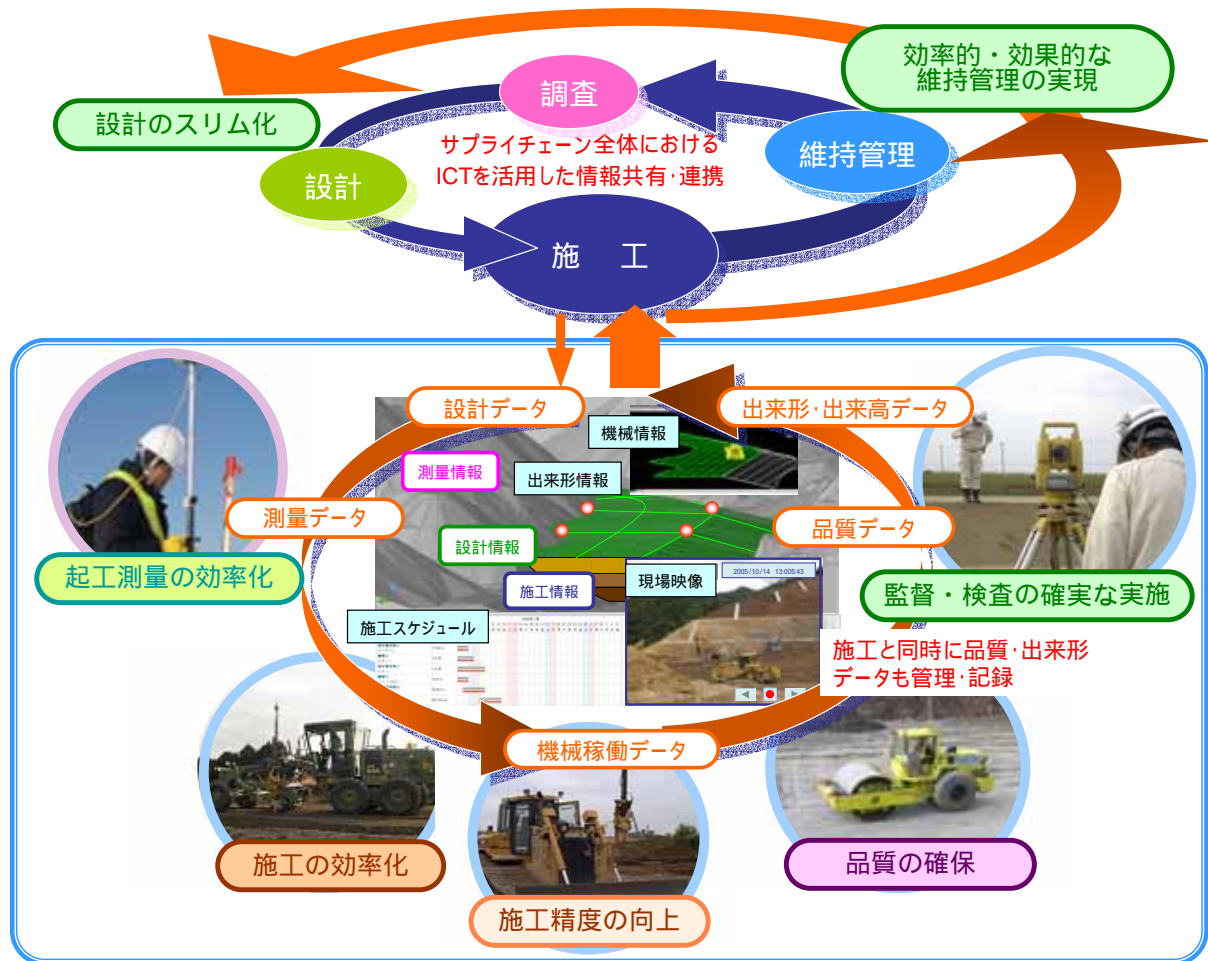 効率的・効果的な
維持管理の実現
調査
設計のスリム化
サプライチェーン全体における
ICTを活用した情報共有・連携
維持管理
設計
施　工
設計データ
出来形・出来高データ
機械情報
測量情報
出来形情報
測量データ
品質データ
設計情報
起工測量の効率化
施工情報
現場映像
2005/10/14 13:005:43
監督・検査の確実な実施
施工スケジュール
施工と同時に品質・出来形
データも管理・記録
機械稼働データ
施工の効率化
品質の確保
施工精度の向上